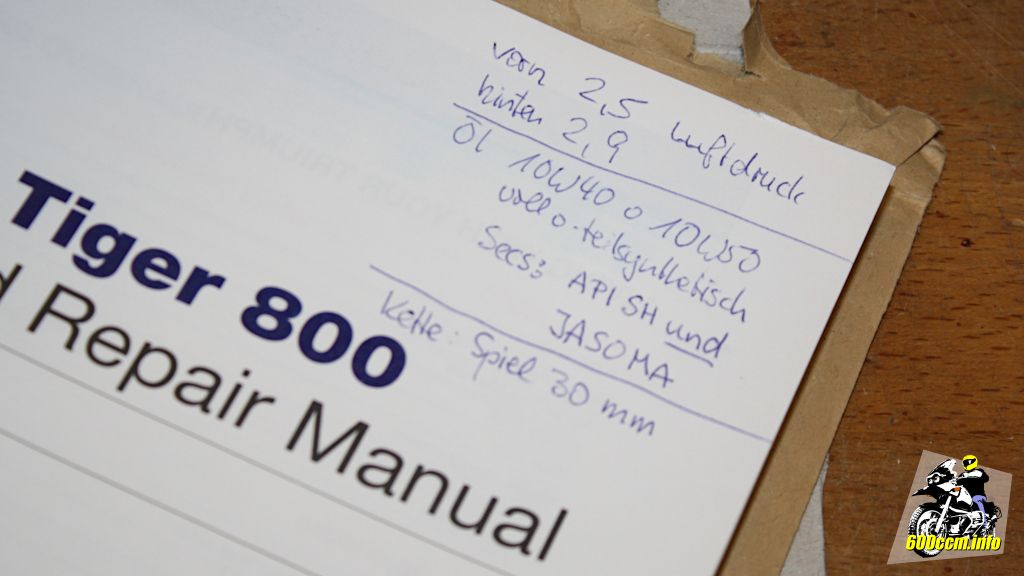 vorn 2,5 Luftdruck
hinten 2,9
Öl 10W40 o 10W50
voll o. teilsynthetisch
Secs: API SH und
JASO MA
Kette: Spiel 30 mm
Tiger 800
d Repair Manual
600ccm.info